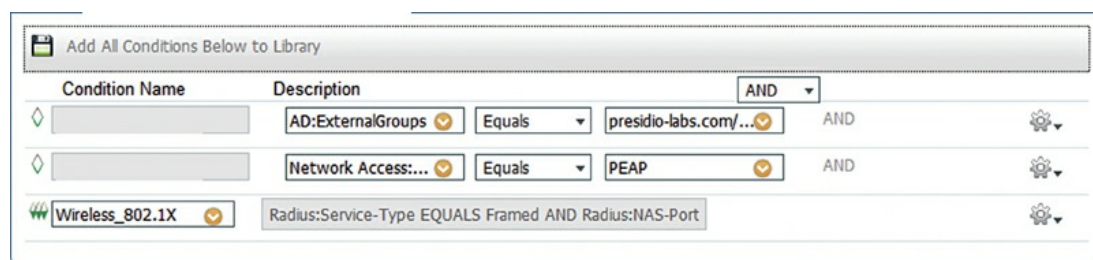 Add All Conditions Below to Library
Condition Name Description AND
AD:ExternalGroups Equals presidio-labs.com/... AND
Network Access:... Equals PEAP AND
Wireless_802.1X Radius:Service-Type EQUALS Framed AND Radius:NAS-Port